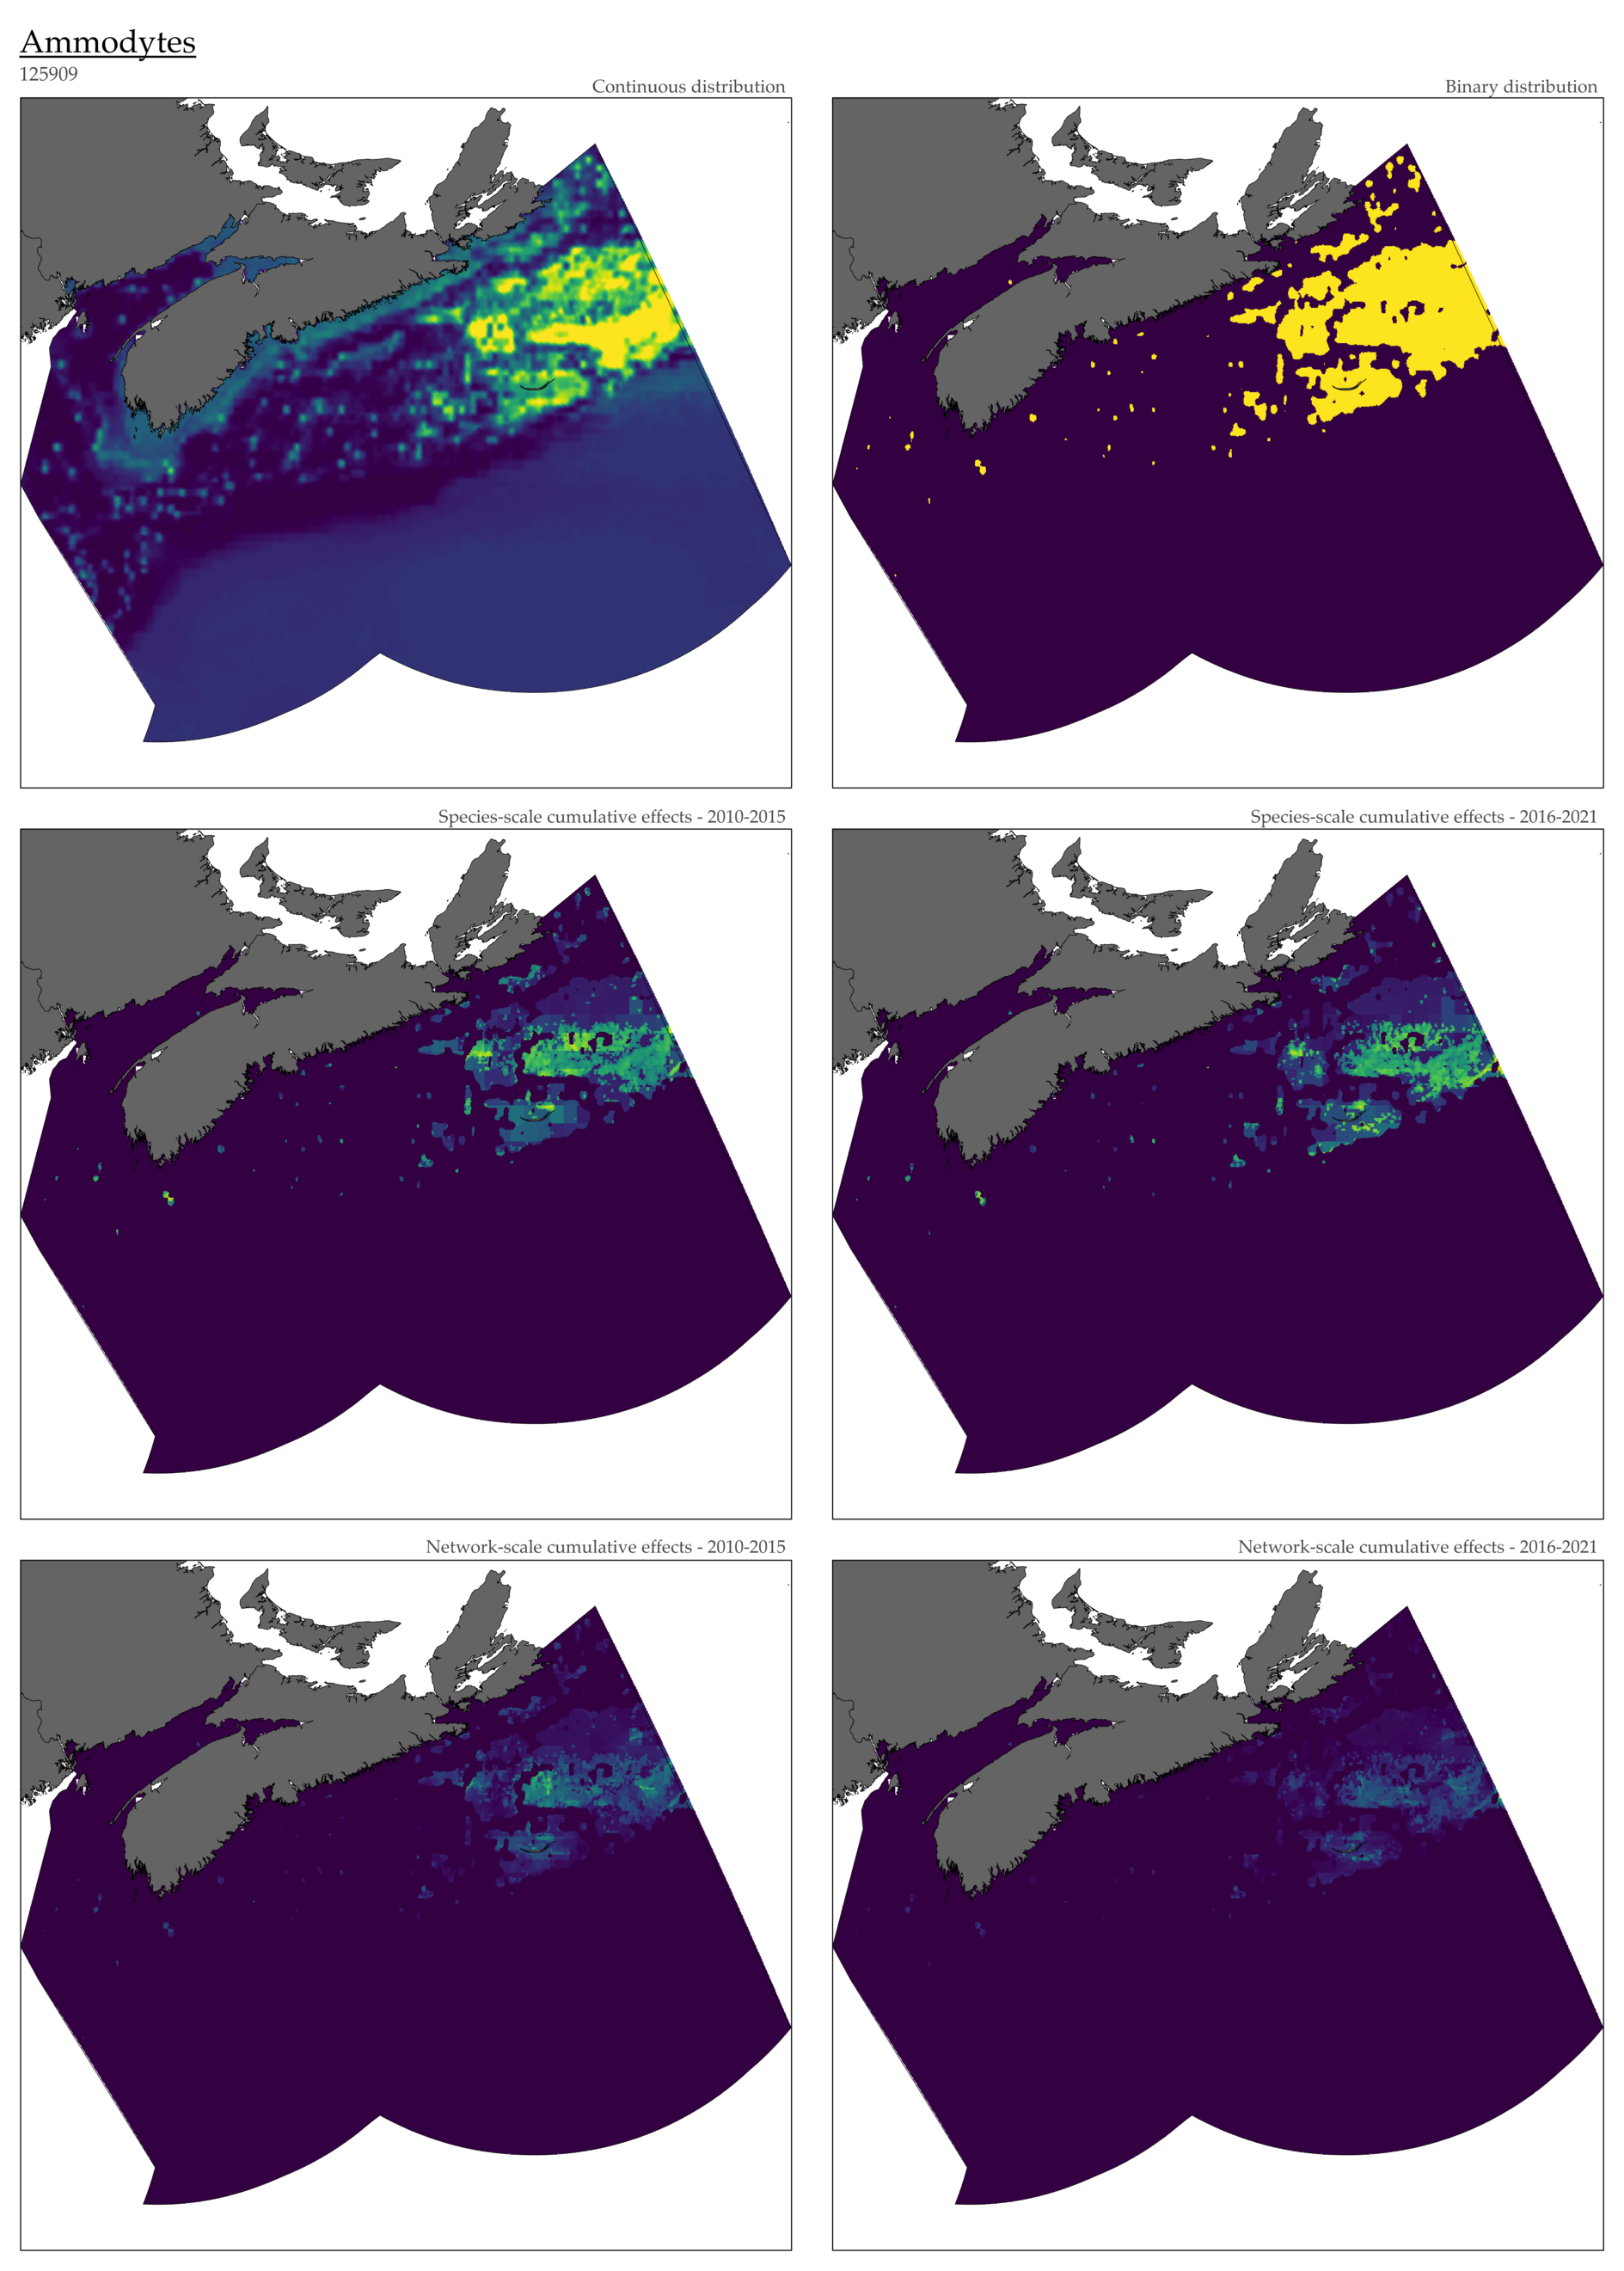 Ammodytes
125909
Continuous distribution
Binary distribution
Species-scale cumulative effects - 2010-2015
Species-scale cumulative effects - 2016-2021
Network-scale cumulative effects - 2010-2015
Network-scale cumulative effects - 2016-2021